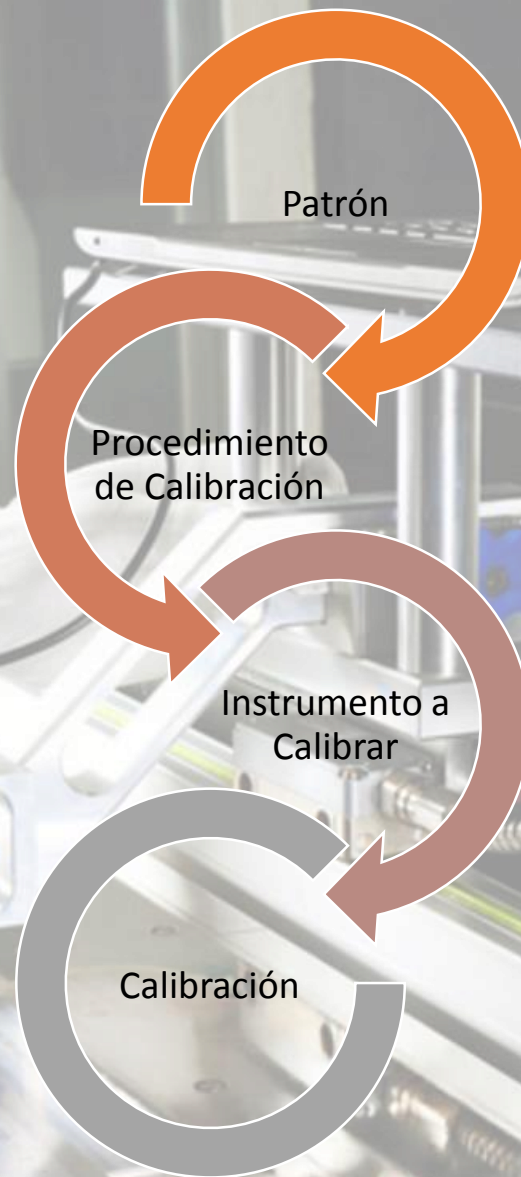 Patrón
Procedimiento
de Calibración
Instrumento a
Calibrar
Calibración